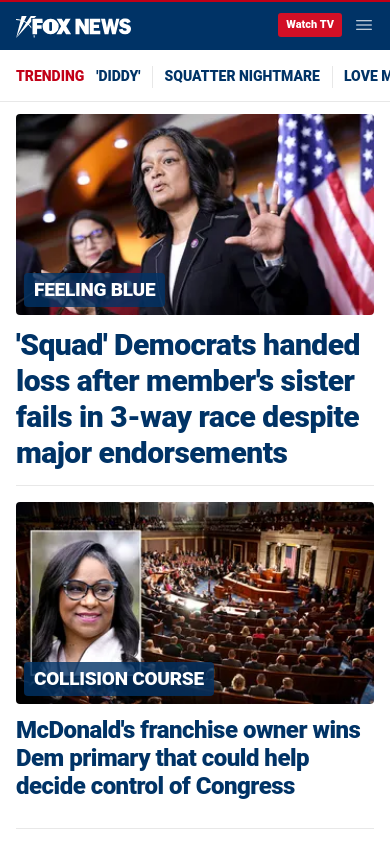 FOX NEWS
Watch TV
TRENDING 'DIDDY' SQUATTER NIGHTMARE LOVE M
FEELING BLUE
'Squad' Democrats handed
loss after member's sister
fails in 3-way race despite
major endorsements
COLLISION COURSE
McDonald's franchise owner wins
Dem primary that could help
decide control of Congress